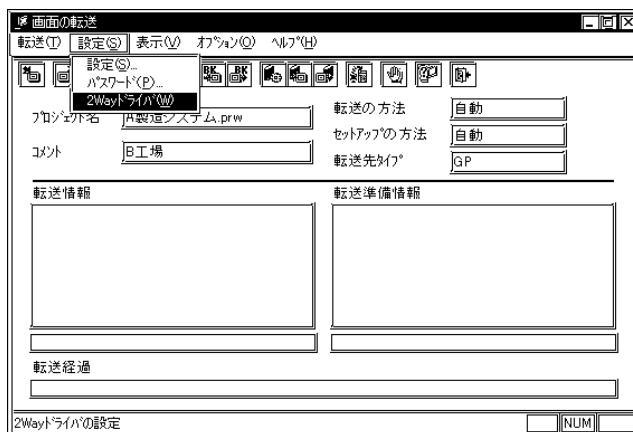 画面の転送
転送(T) 設定(S) 表示(V) オプション(O) ヘルプ(H)
設定(S)...
パスワード(P)...
2Wayドライバ(W)
BK BK
プロジェクト名 A製造システム.prw
コメント B工場
転送の方法 自動
セットアップの方法 自動
転送先タイプ GP
転送情報 転送準備情報
転送経過
2Wayドライバの設定 NUM